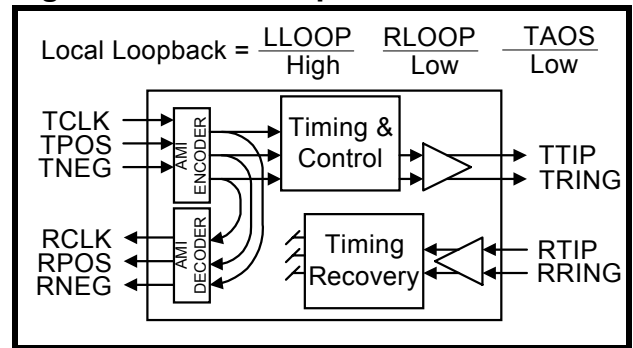 Local Loopback = LLOOP RLOOP TAOS
High Low Low
TCLK
TPOS
TNEG
AMI
ENCODER
Timing &
Control
TTIP
TRING
RCLK
RPOS
RNEG
AMI
DECODER
Timing
Recovery
RTIP
RRING